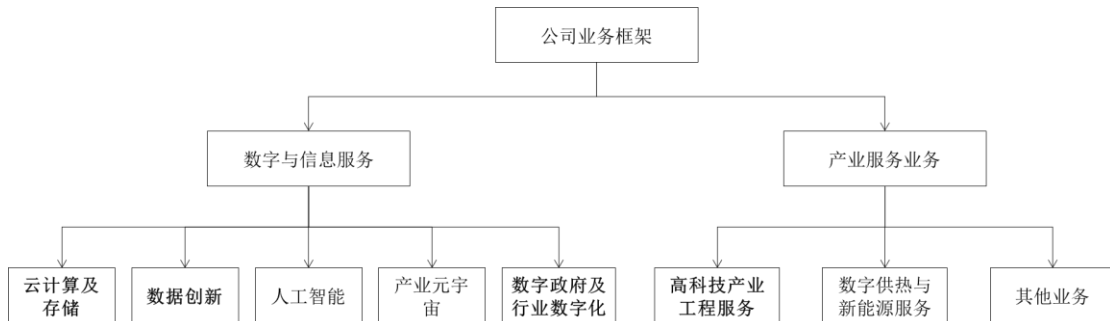 公司业务框架
数字与信息服务
产业服务业务
云计算及
存储
数据创新
人工智能
产业元宇
宙
数字政府及
行业数字化
高科技产业
工程服务
数字供热与
新能源服务
其他业务